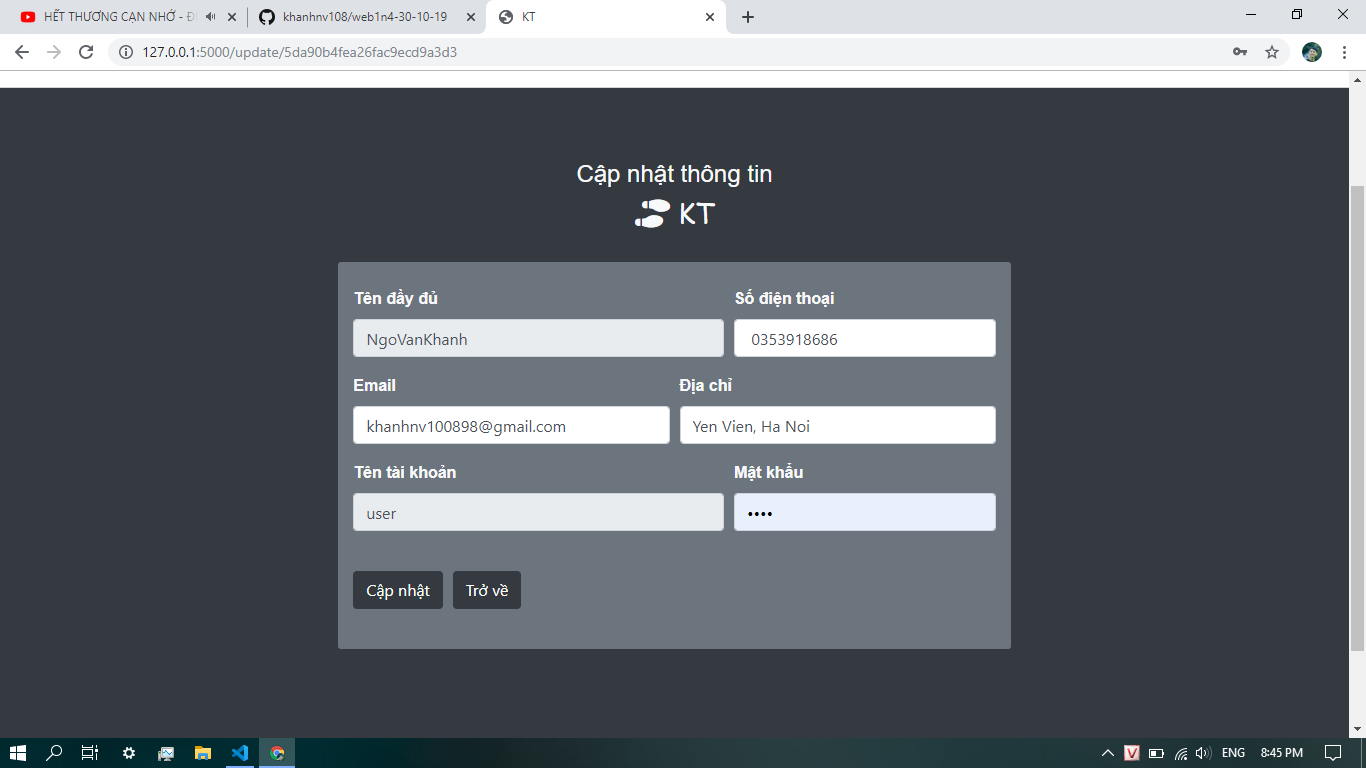 HẾT THƯƠNG CẠN NHỚ - Đ
khanhnv108/web1n4-30-10-19
KT
127.0.0.1:5000/update/5da90b4fea26fac9ecd9a3d3
Cập nhật thông tin
KT
Tên đầy đủ Số điện thoại
NgoVanKhanh 0353918686
Email Địa chỉ
khanhnv100898@gmail.com Yen Vien, Ha Noi
Tên tài khoản Mật khẩu
user ••••
Cập nhật Trở về
V ENG 8:45 PM